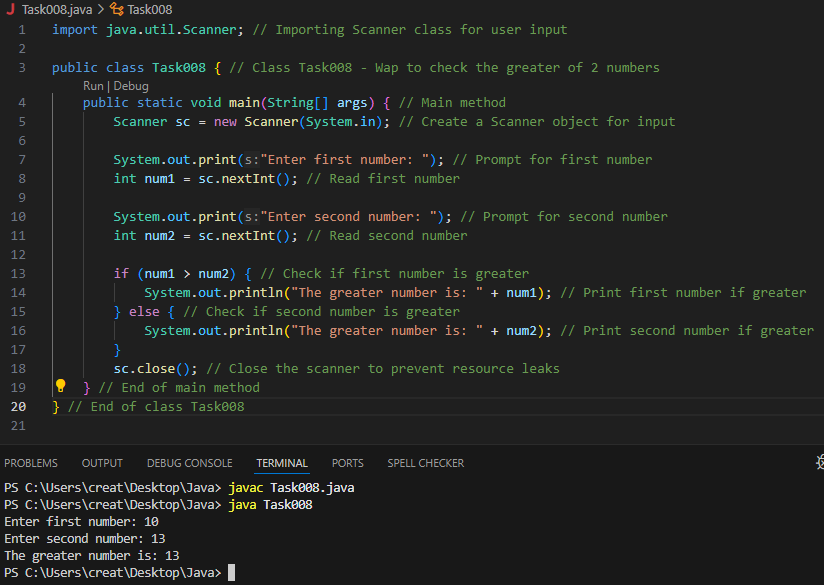 J Task008.java > Task008
1 import java.util.Scanner; // Importing Scanner class for user input
2
3 public class Task008 { // Class Task008 - Wap to check the greater of 2 numbers
Run | Debug
4 public static void main(String[] args) { // Main method
5 Scanner sc = new Scanner(System.in); // Create a Scanner object for input
6
7 System.out.print(s:"Enter first number: "); // Prompt for first number
8 int num1 = sc.nextInt(); // Read first number
9
10 System.out.print(s:"Enter second number: "); // Prompt for second number
11 int num2 = sc.nextInt(); // Read second number
12
13 if (num1 > num2) { // Check if first number is greater
14 System.out.println("The greater number is: " + num1); // Print first number if greater
15 } else { // Check if second number is greater
16 System.out.println("The greater number is: " + num2); // Print second number if greater
17 }
18 sc.close(); // Close the scanner to prevent resource leaks
19 } // End of main method
20 } // End of class Task008
21
PROBLEMS OUTPUT DEBUG CONSOLE TERMINAL PORTS SPELL CHECKER
PS C:\Users\creat\Desktop\Java> javac Task008.java
PS C:\Users\creat\Desktop\Java> java Task008
Enter first number: 10
Enter second number: 13
The greater number is: 13
PS C:\Users\creat\Desktop\Java>